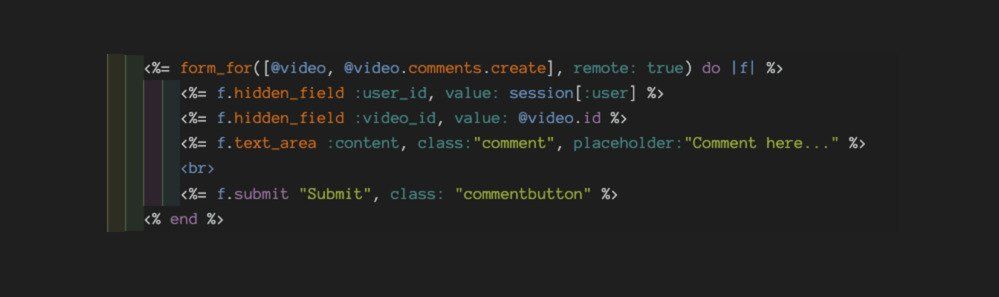 <%= form_for([@video, @video.comments.create], remote: true) do |f| %>
<%= f.hidden_field :user_id, value: session[:user] %>
<%= f.hidden_field :video_id, value: @video.id %>
<%= f.text_area :content, class:"comment", placeholder:"Comment here..." %>
<br>
<%= f.submit "Submit", class: "commentbutton" %>
<% end %>